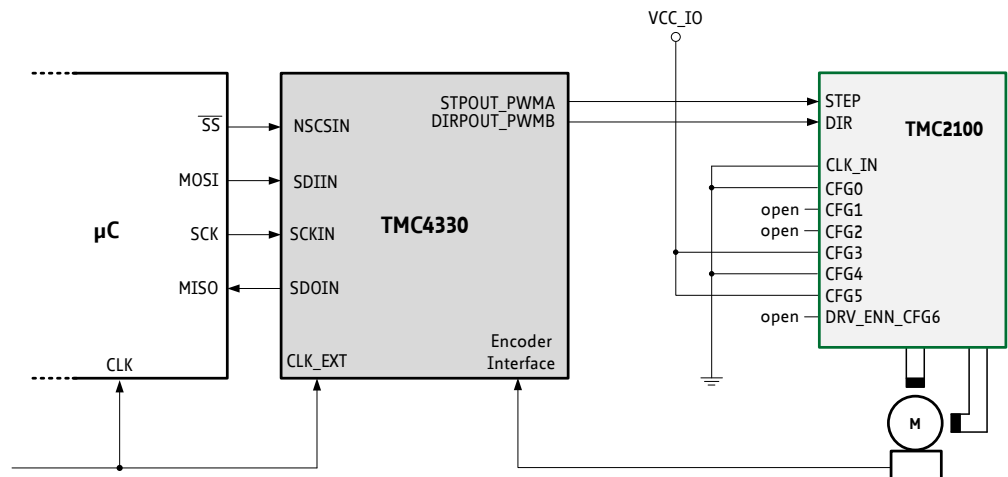 VCC_IO
SS
MOSI
µC
SCK
MISO
CLK
NSCSIN
SDIIN
SCKIN
SDOIN
TMC4330
CLK_EXT
STPOUT_PWMA
DIRPOUT_PWMB
Encoder
Interface
STEP
DIR
TMC2100
CLK_IN
CFG0
open
CFG1
open
CFG2
CFG3
CFG4
CFG5
open
DRV_ENN_CFG6
M